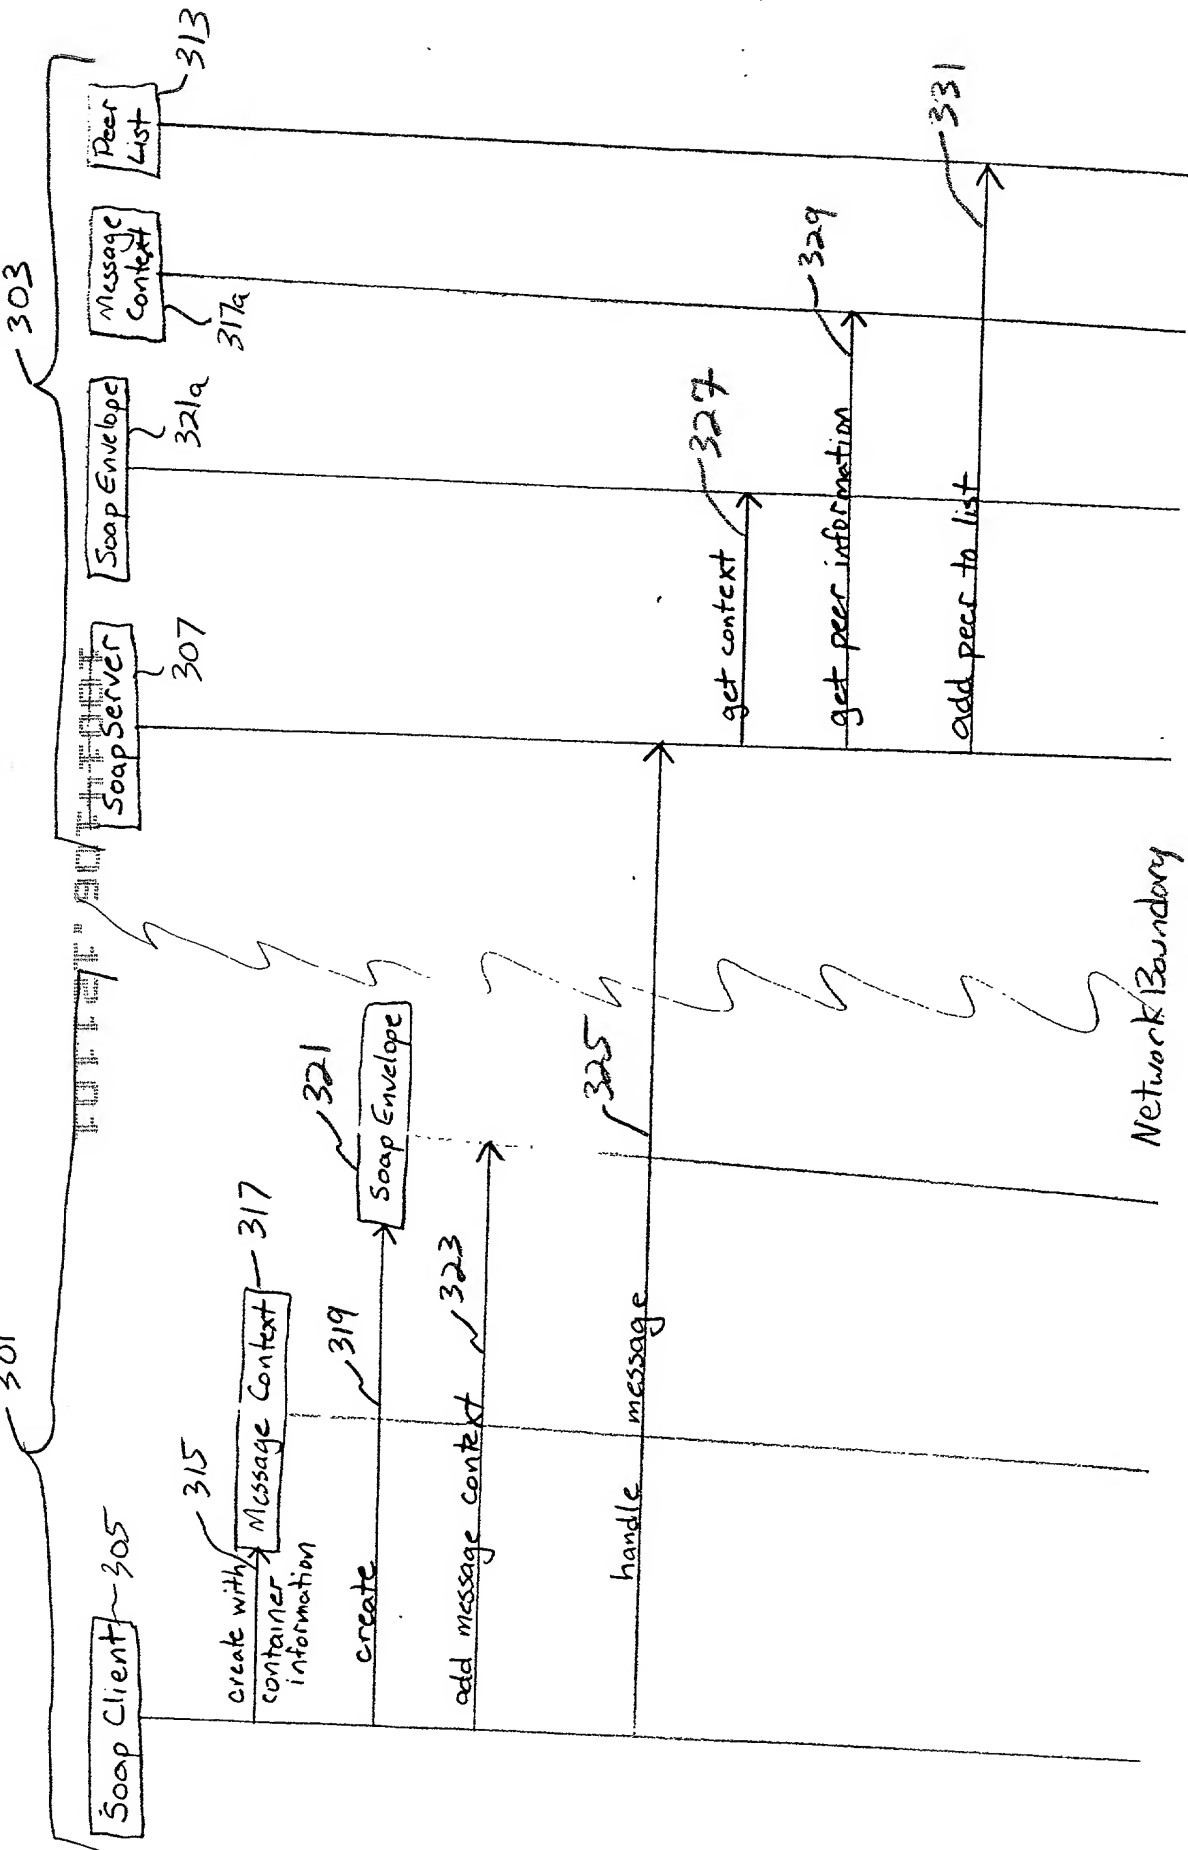 301
303
Soap Client
305
Soap Server
307
Soap Envelope
321a
Message
Context
317a
Peer
List
313
create with
container
information
315
Message Context
317
create
319
Soap Envelope
321
add message context
323
handle message
325
get context
327
get peer information
329
add peer to list
331
Network Boundary